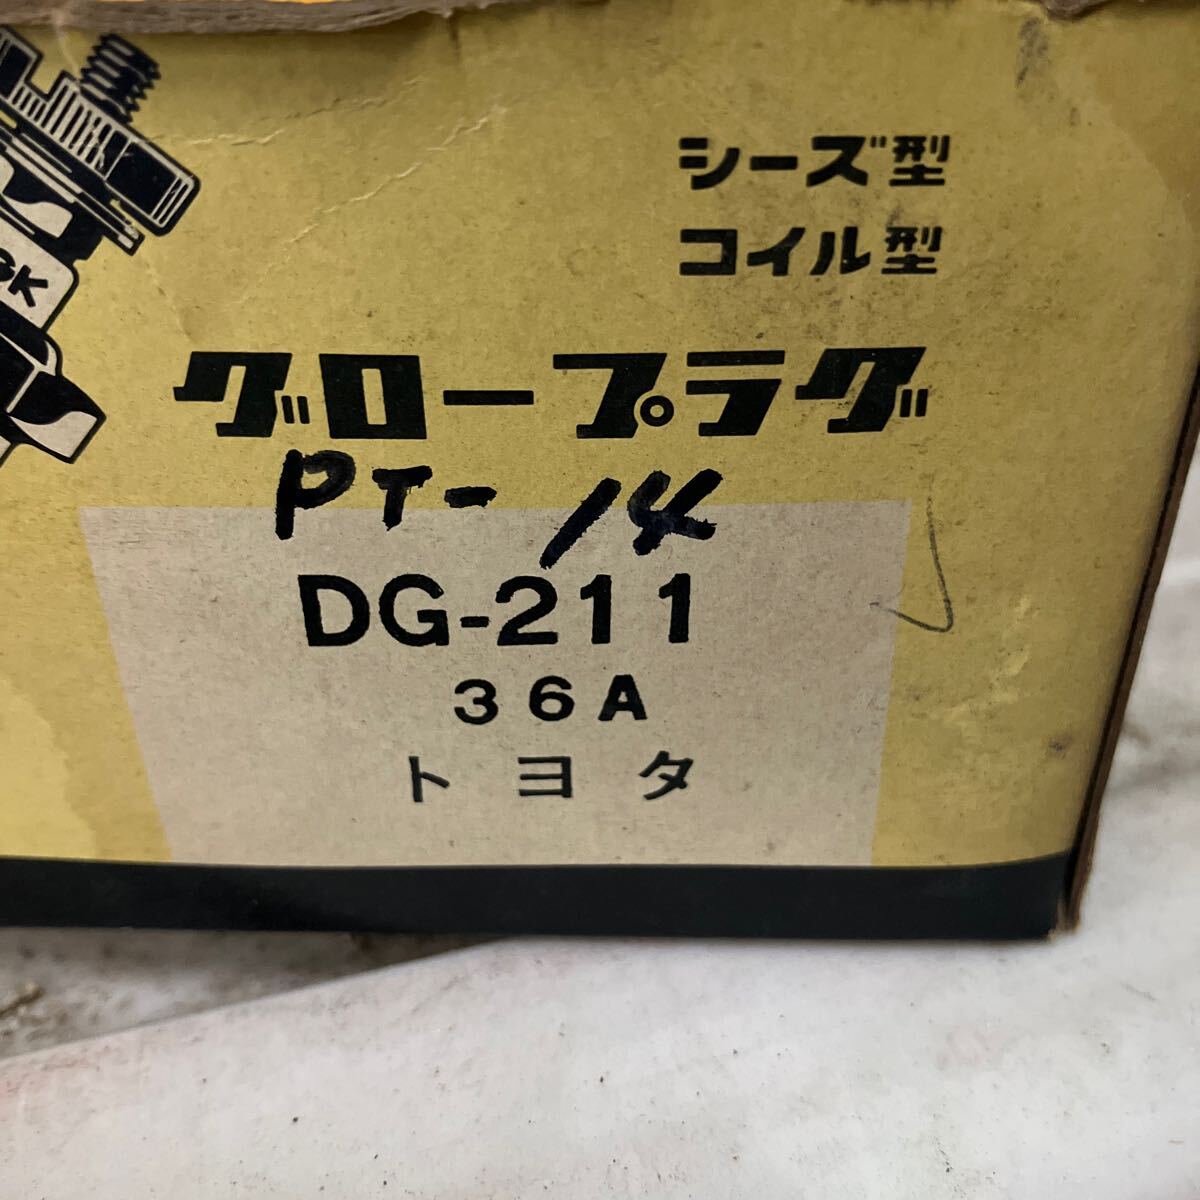 シーズ型
コイル型
グロープラグ
PT-14
DG-211
36A
トヨタ